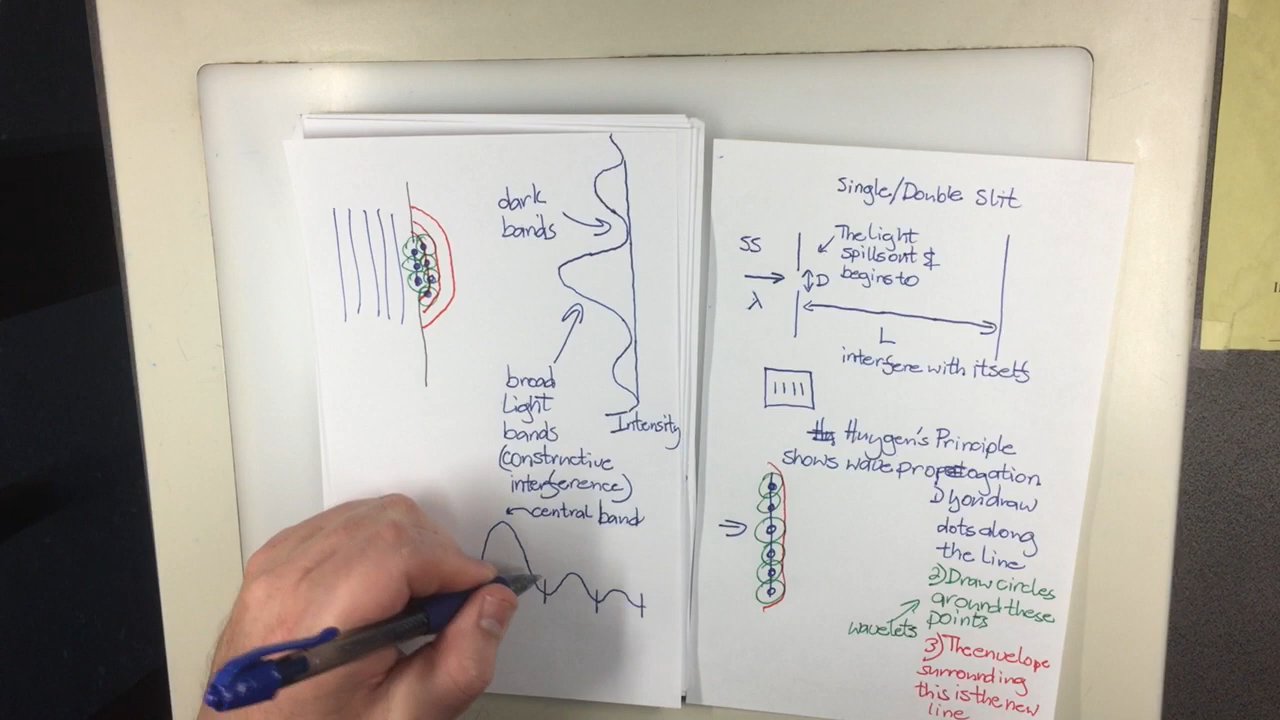 dark
bands
broad
Light
bands
(constructive
interference)
central band
Intensity
Single/Double Slit
SS
λ
D
The light
spills out &
begins to
L
interfere with itself
Huygen's Principle
shows wave propetogation
1) you draw
dots along
the line
2) Draw circles
around these
points
wavelets
3) The envelope
surrounding
this is the new
line